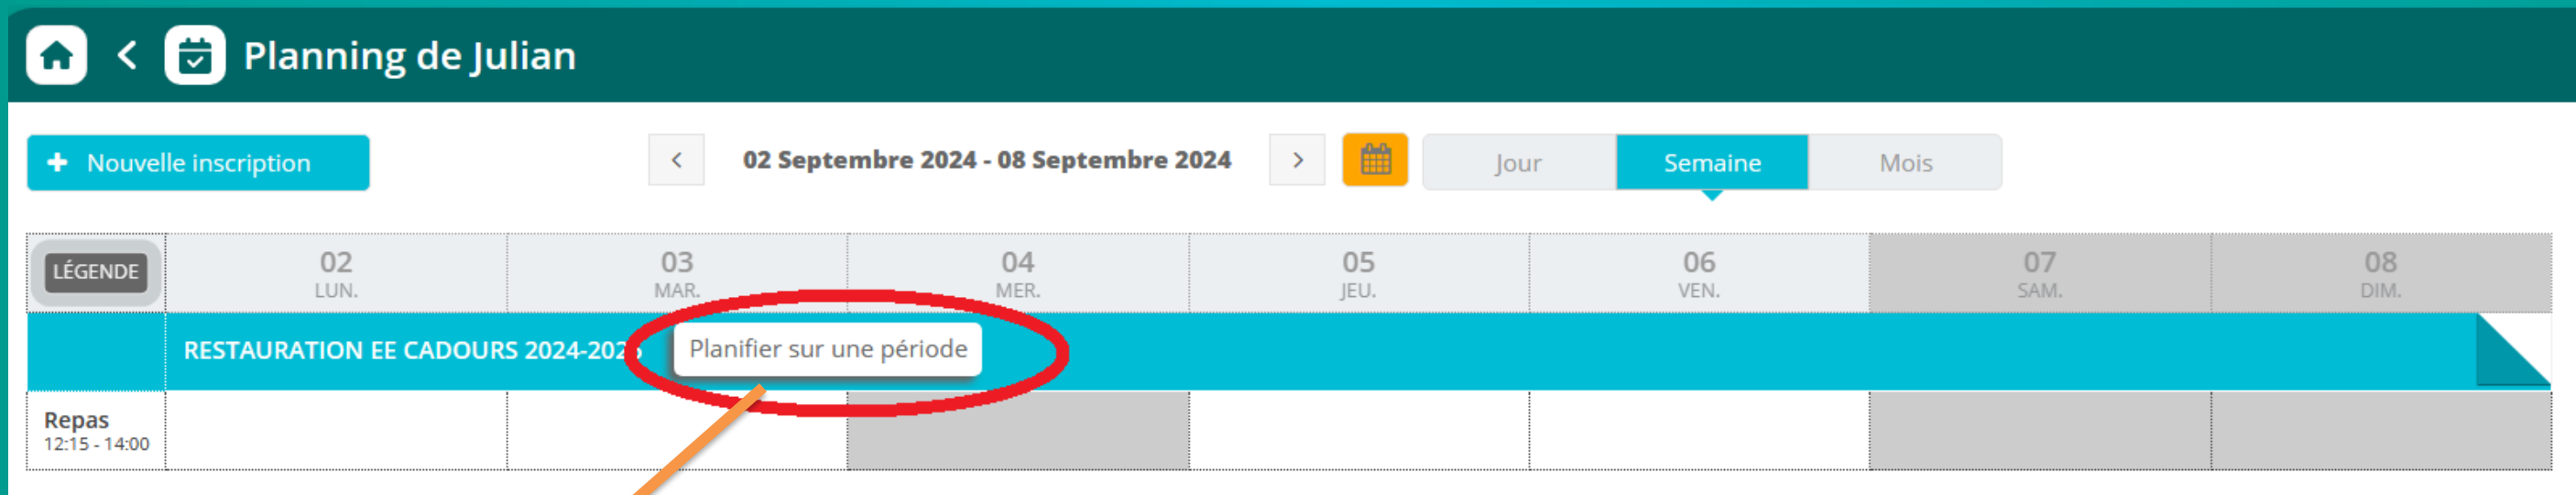 Planning de Julian
+ Nouvelle inscription
< 02 Septembre 2024 - 08 Septembre 2024 >
Jour Semaine Mois
LÉGENDE 02 03 04 05 06 07 08
LUN. MAR. MER. JEU. VEN. SAM. DIM.
RESTAURATION EE CADOURS 2024-2025 Planifier sur une période
Repas
12:15 - 14:00